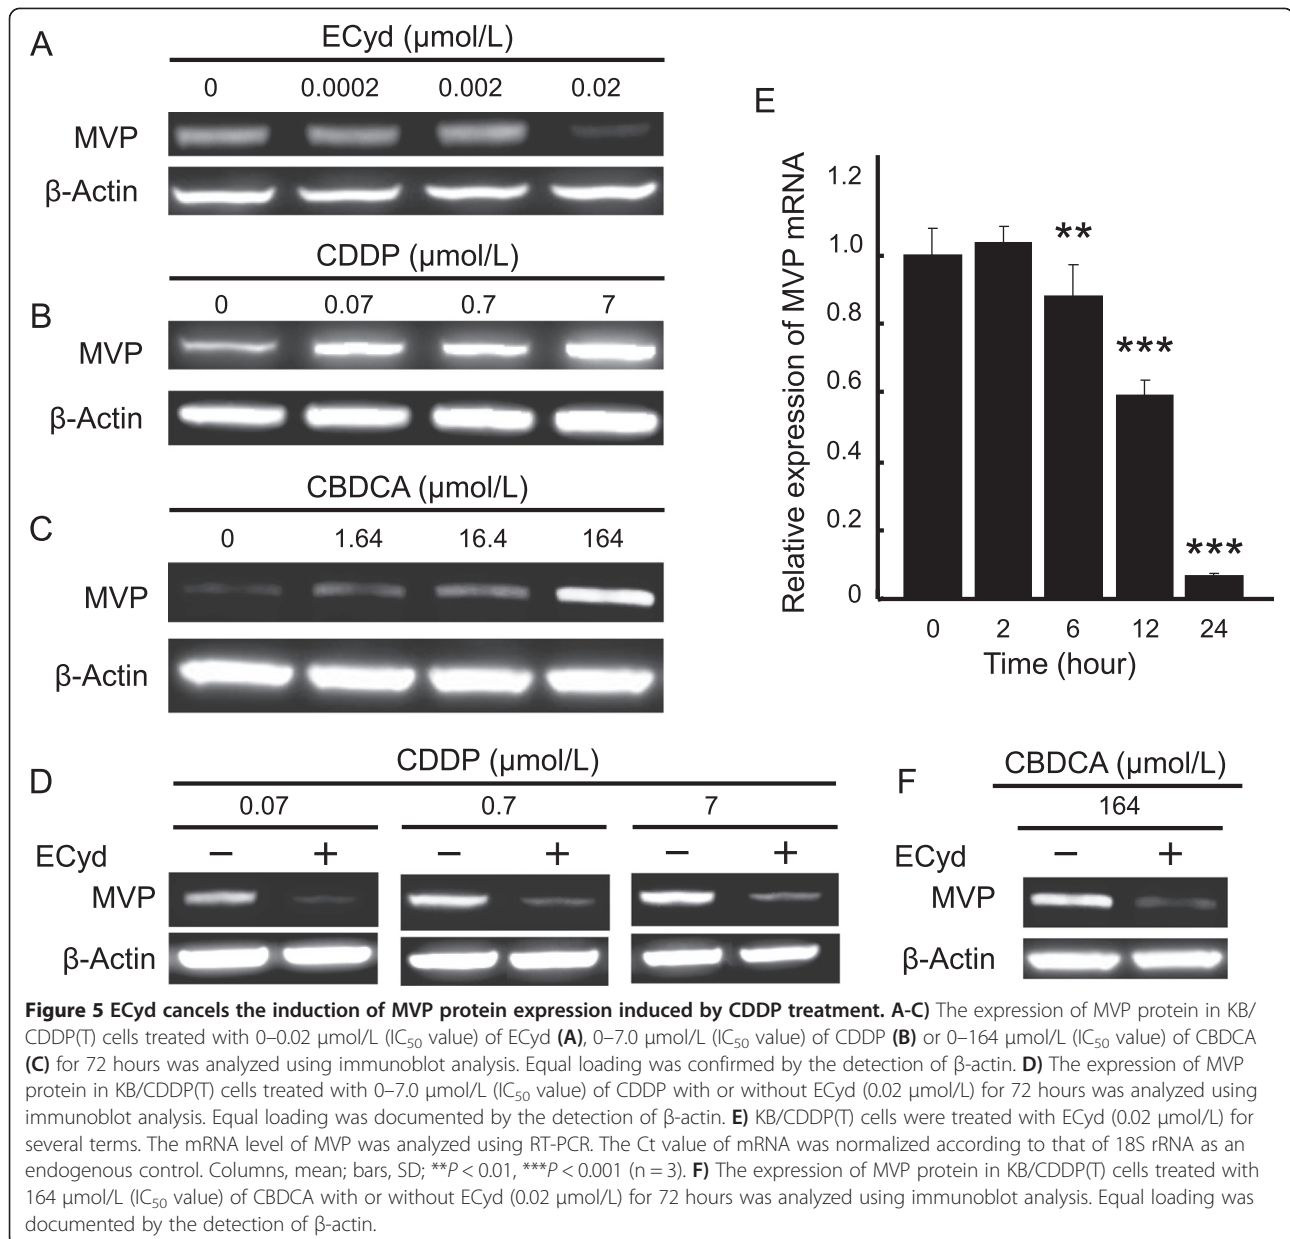 A
ECyd (µmol/L)
0 0.0002 0.002 0.02
MVP
β-Actin
CDDP (µmol/L)
B
0 0.07 0.7 7
MVP
β-Actin
CBDCA (µmol/L)
C
0 1.64 16.4 164
MVP
β-Actin
E
Relative expression of MVP mRNA
1.2
1.0
0.8
0.6
0.4
0.2
0
**
***
***
0 2 6 12 24
Time (hour)
D
CDDP (µmol/L)
0.07 0.7 7
ECyd − + − + − +
MVP
β-Actin
F
CBDCA (µmol/L)
164
ECyd − +
MVP
β-Actin
Figure 5 ECyd cancels the induction of MVP protein expression induced by CDDP treatment. A-C) The expression of MVP protein in KB/
CDDP(T) cells treated with 0–0.02 µmol/L (IC50 value) of ECyd (A), 0–7.0 µmol/L (IC50 value) of CDDP (B) or 0–164 µmol/L (IC50 value) of CBDCA
(C) for 72 hours was analyzed using immunoblot analysis. Equal loading was confirmed by the detection of β-actin. D) The expression of MVP
protein in KB/CDDP(T) cells treated with 0–7.0 µmol/L (IC50 value) of CDDP with or without ECyd (0.02 µmol/L) for 72 hours was analyzed using
immunoblot analysis. Equal loading was documented by the detection of β-actin. E) KB/CDDP(T) cells were treated with ECyd (0.02 µmol/L) for
several terms. The mRNA level of MVP was analyzed using RT-PCR. The Ct value of mRNA was normalized according to that of 18S rRNA as an
endogenous control. Columns, mean; bars, SD; **P < 0.01, ***P < 0.001 (n = 3). F) The expression of MVP protein in KB/CDDP(T) cells treated with
164 µmol/L (IC50 value) of CBDCA with or without ECyd (0.02 µmol/L) for 72 hours was analyzed using immunoblot analysis. Equal loading was
documented by the detection of β-actin.